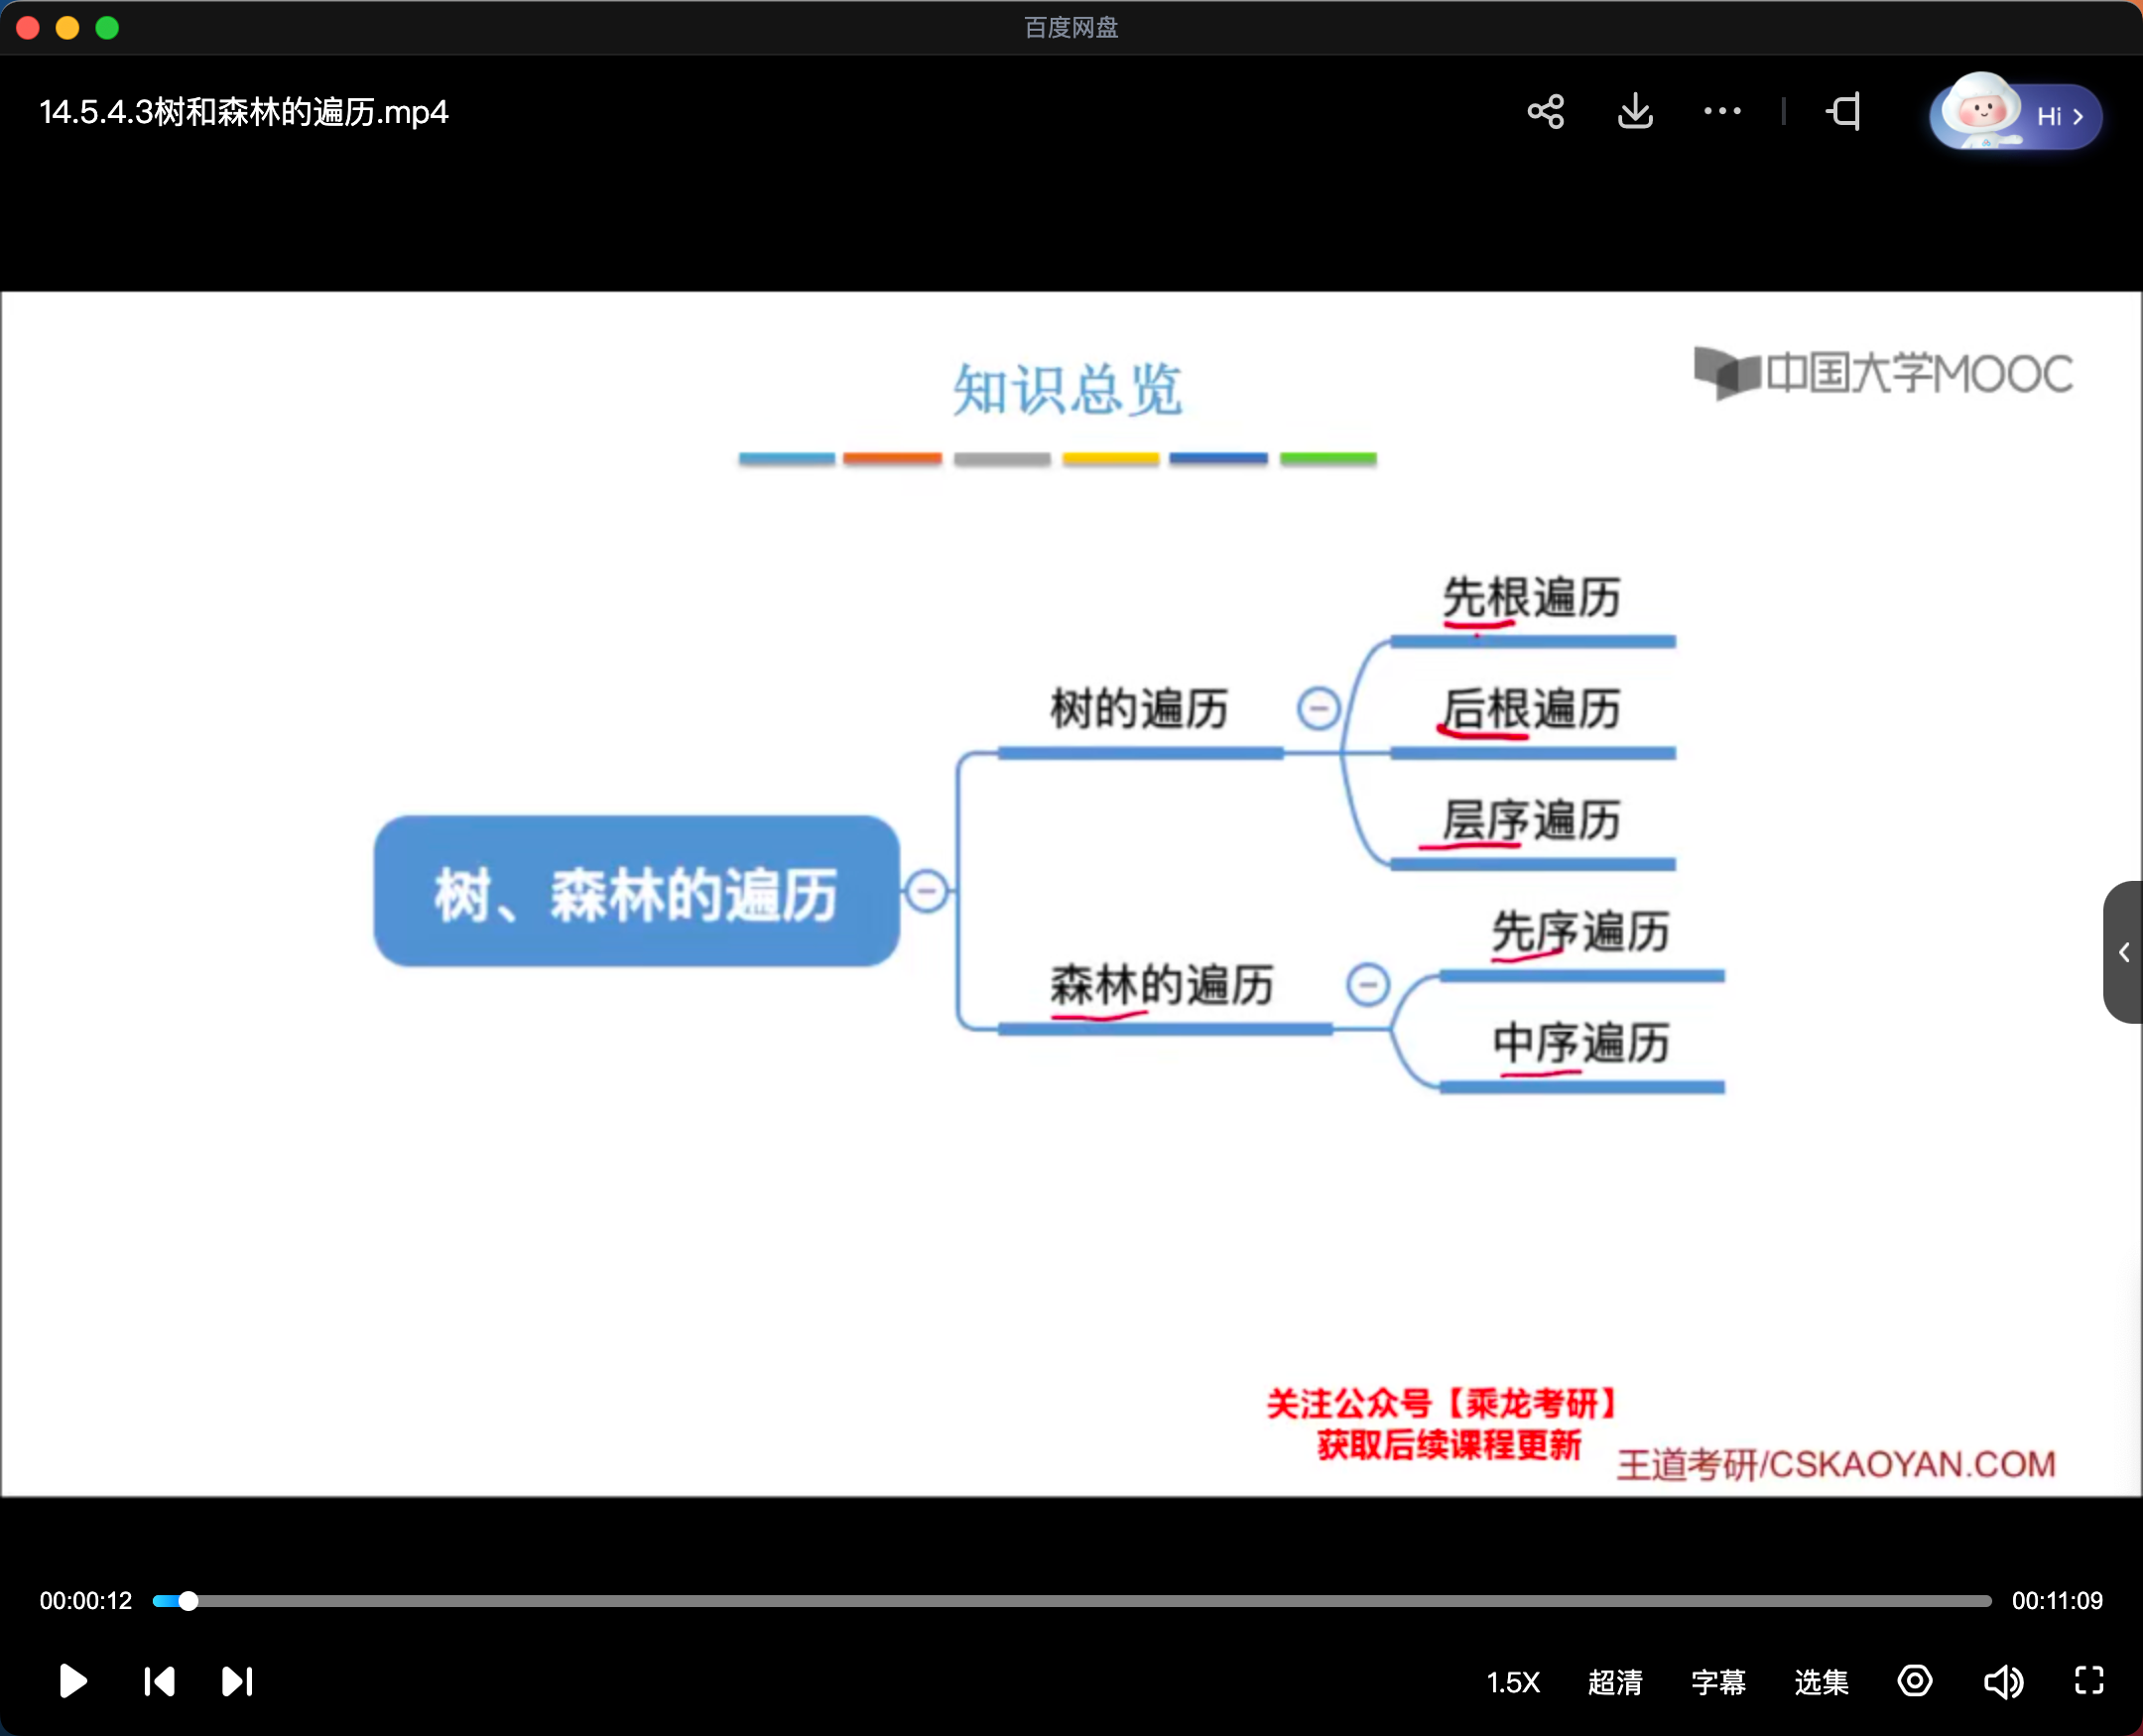 百度网盘
14.5.4.3树和森林的遍历.mp4
Hi
知识总览
中国大学MOOC
先根遍历
树的遍历
后根遍历
层序遍历
树、森林的遍历
先序遍历
森林的遍历
中序遍历
关注公众号【乘龙考研】
获取后续课程更新
王道考研/CSKAOYAN.COM
00:00:12
00:11:09
1.5X
超清
字幕
选集